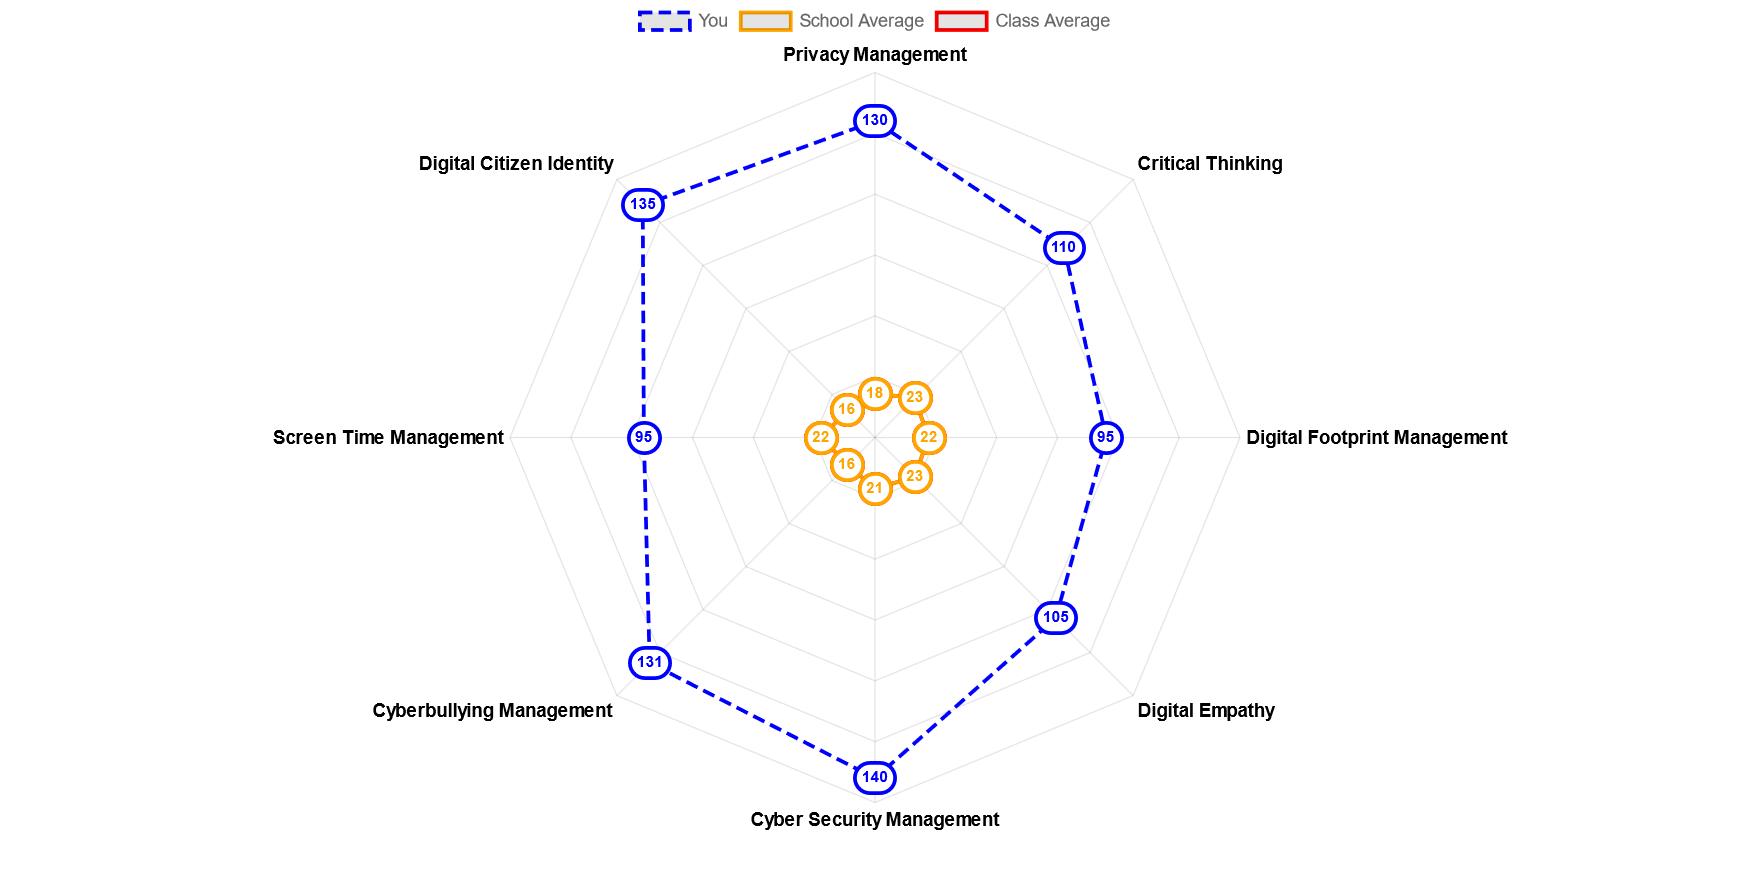 You School Average Class Average
Privacy Management
130
Digital Citizen Identity
Critical Thinking
135
110
18
16
23
Screen Time Management
95
22
22
95
Digital Footprint Management
16
23
21
105
131
Cyberbullying Management
Digital Empathy
140
Cyber Security Management